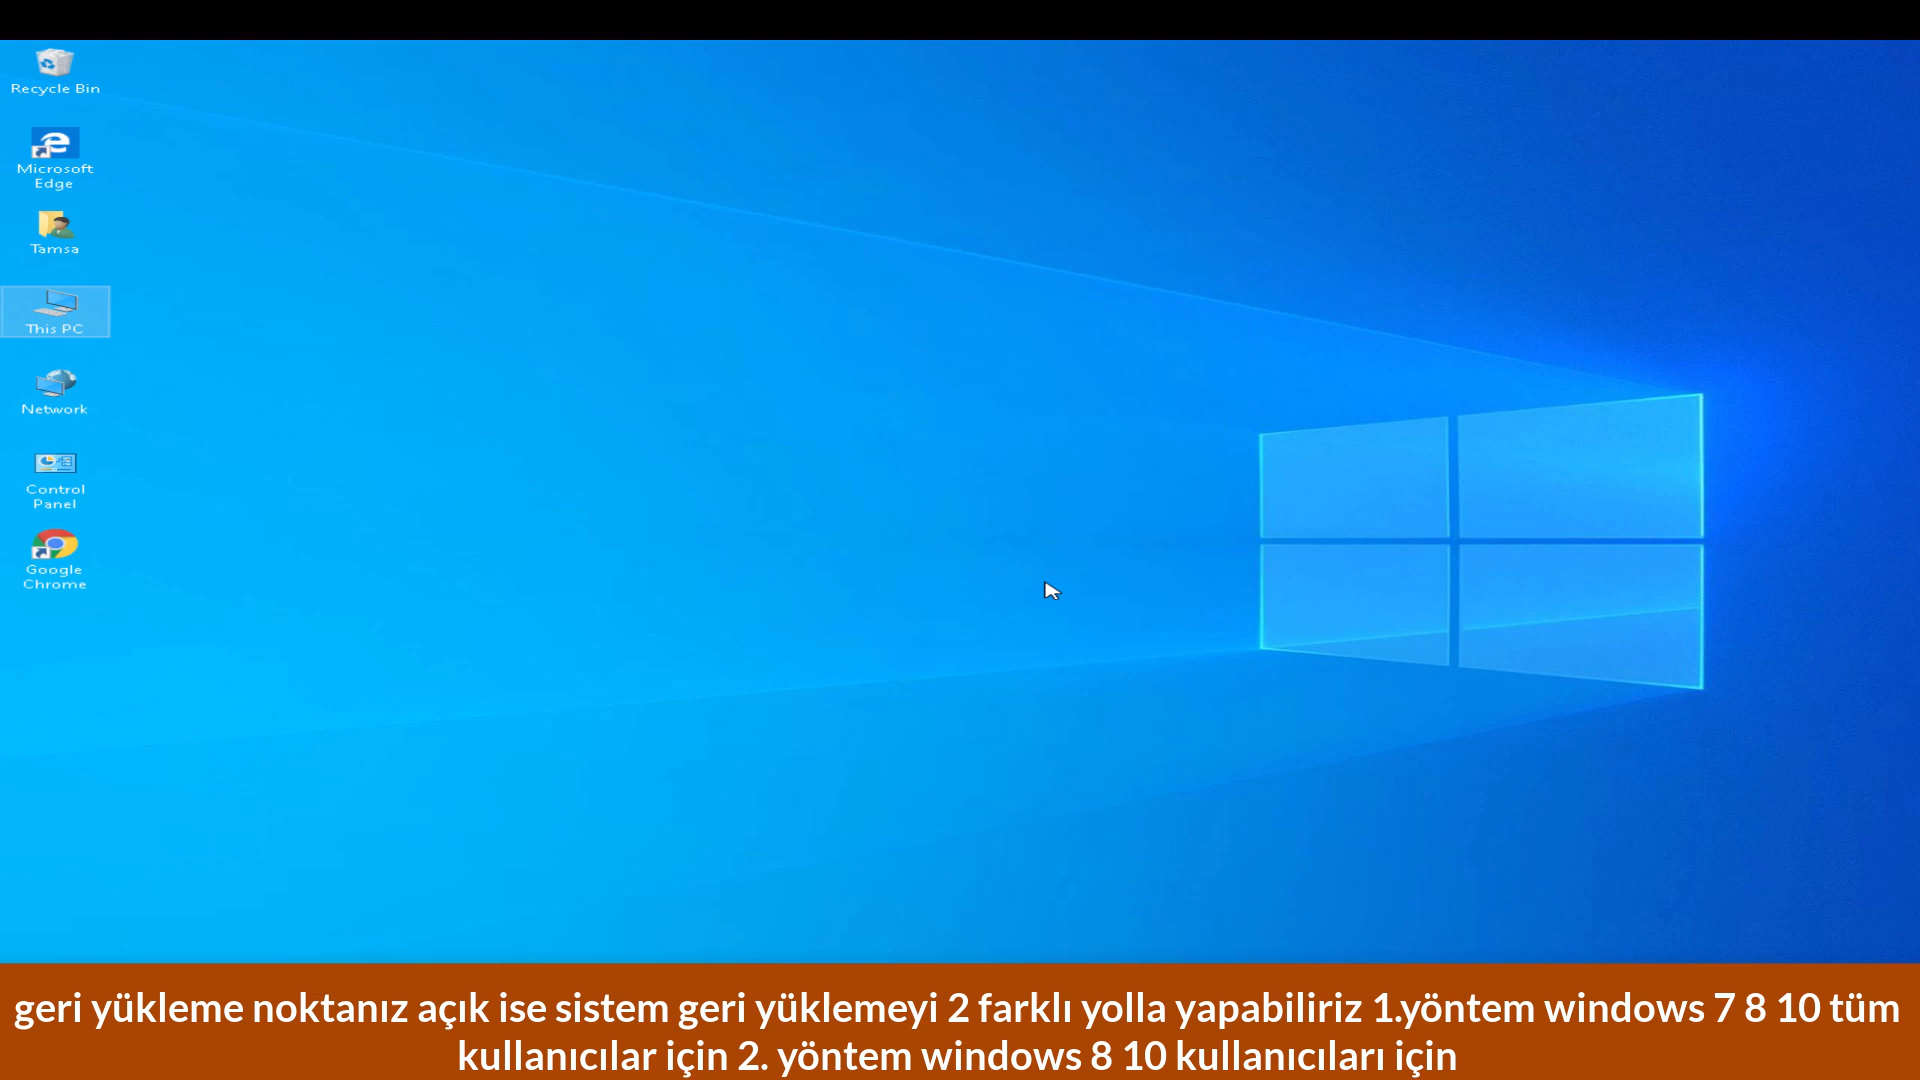 Recycle Bin
Microsoft
Edge
Tamsa
This PC
Network
Control
Panel
Google
Chrome
geri yükleme noktanız açık ise sistem geri yüklemeyi 2 farklı yolla yapabiliriz 1.yöntem windows 7 8 10 tüm
kullanıcılar için 2. yöntem windows 8 10 kullanıcıları için